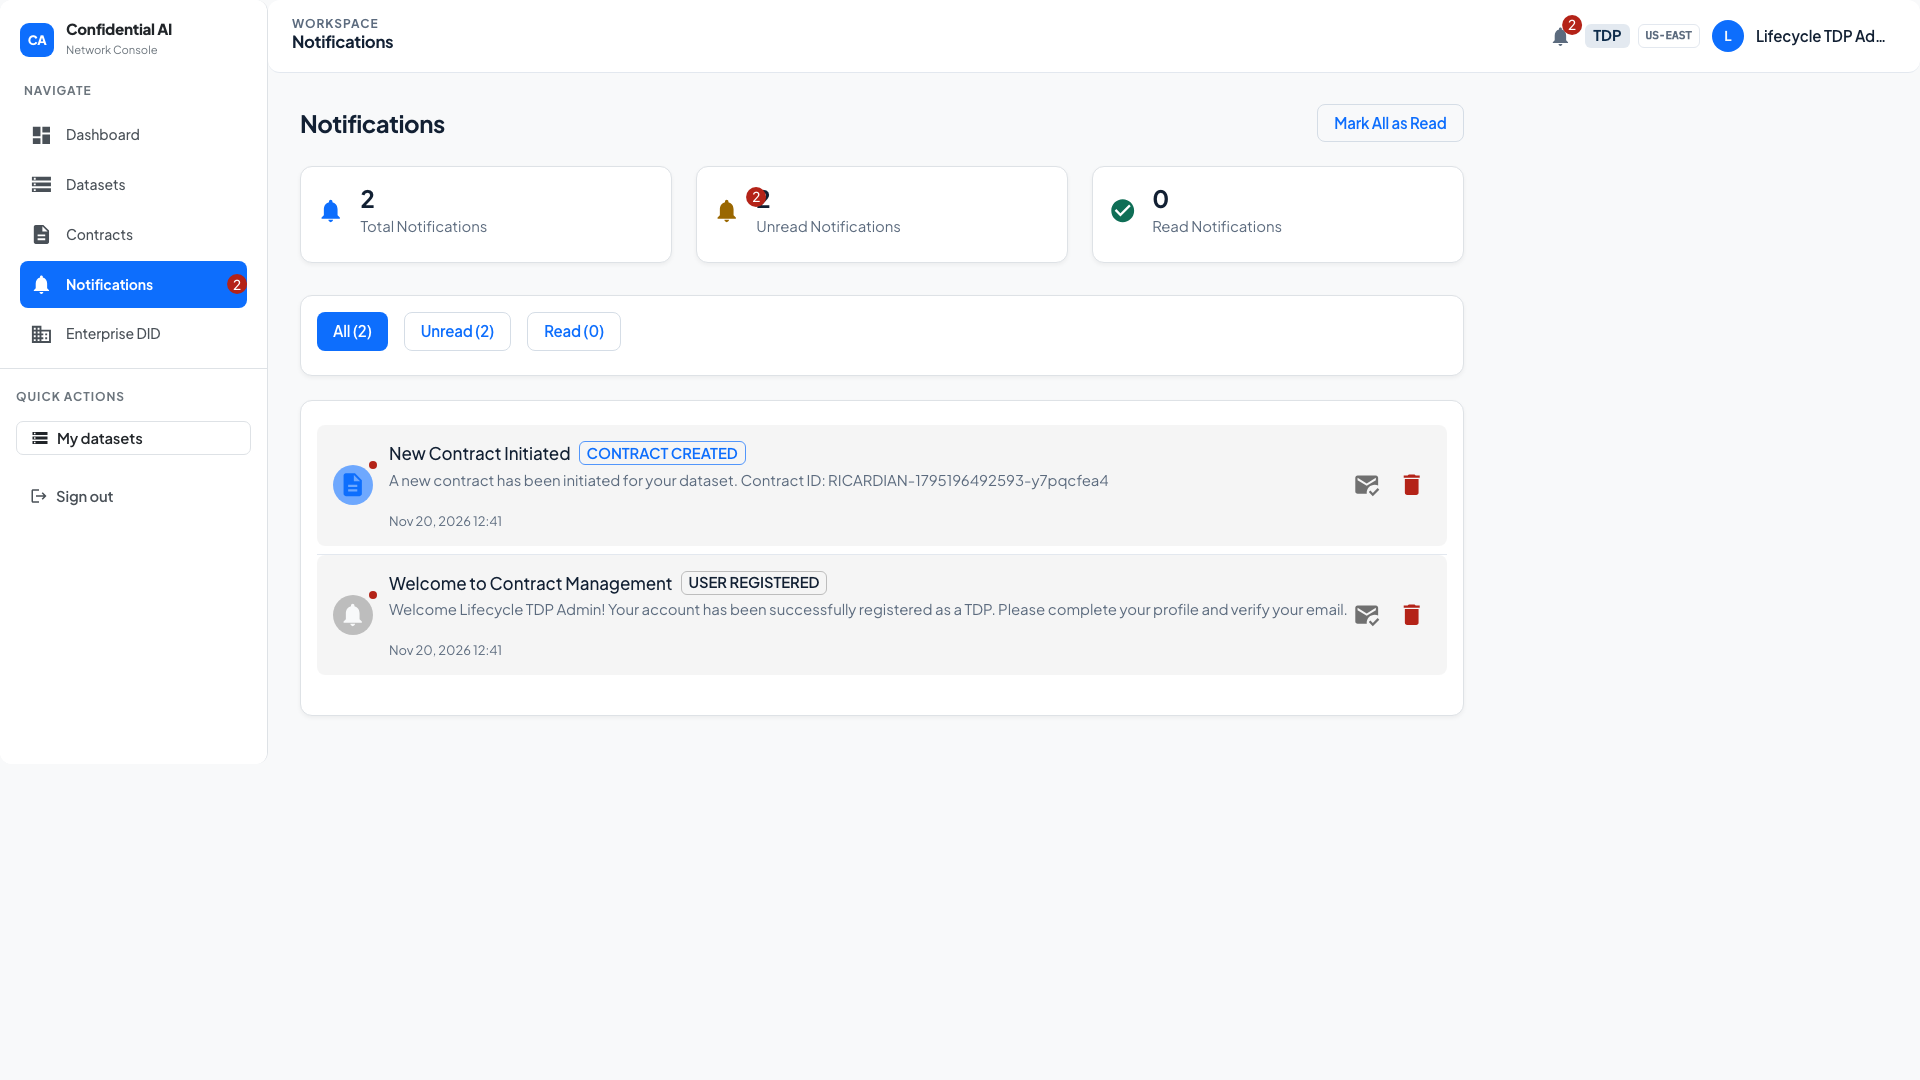 CA
Confidential AI
Network Console
NAVIGATE
Dashboard
Datasets
Contracts
Notifications 2
Enterprise DID
QUICK ACTIONS
My datasets
Sign out
WORKSPACE
Notifications
2
TDP
US-EAST
L
Lifecycle TDP Ad...
Notifications
Mark All as Read
2
Total Notifications
2
2
Unread Notifications
0
Read Notifications
All (2)
Unread (2)
Read (0)
New Contract Initiated CONTRACT CREATED
A new contract has been initiated for your dataset. Contract ID: RICARDIAN-1795196492593-y7pqcfea4
Nov 20, 2026 12:41
Welcome to Contract Management USER REGISTERED
Welcome Lifecycle TDP Admin! Your account has been successfully registered as a TDP. Please complete your profile and verify your email.
Nov 20, 2026 12:41